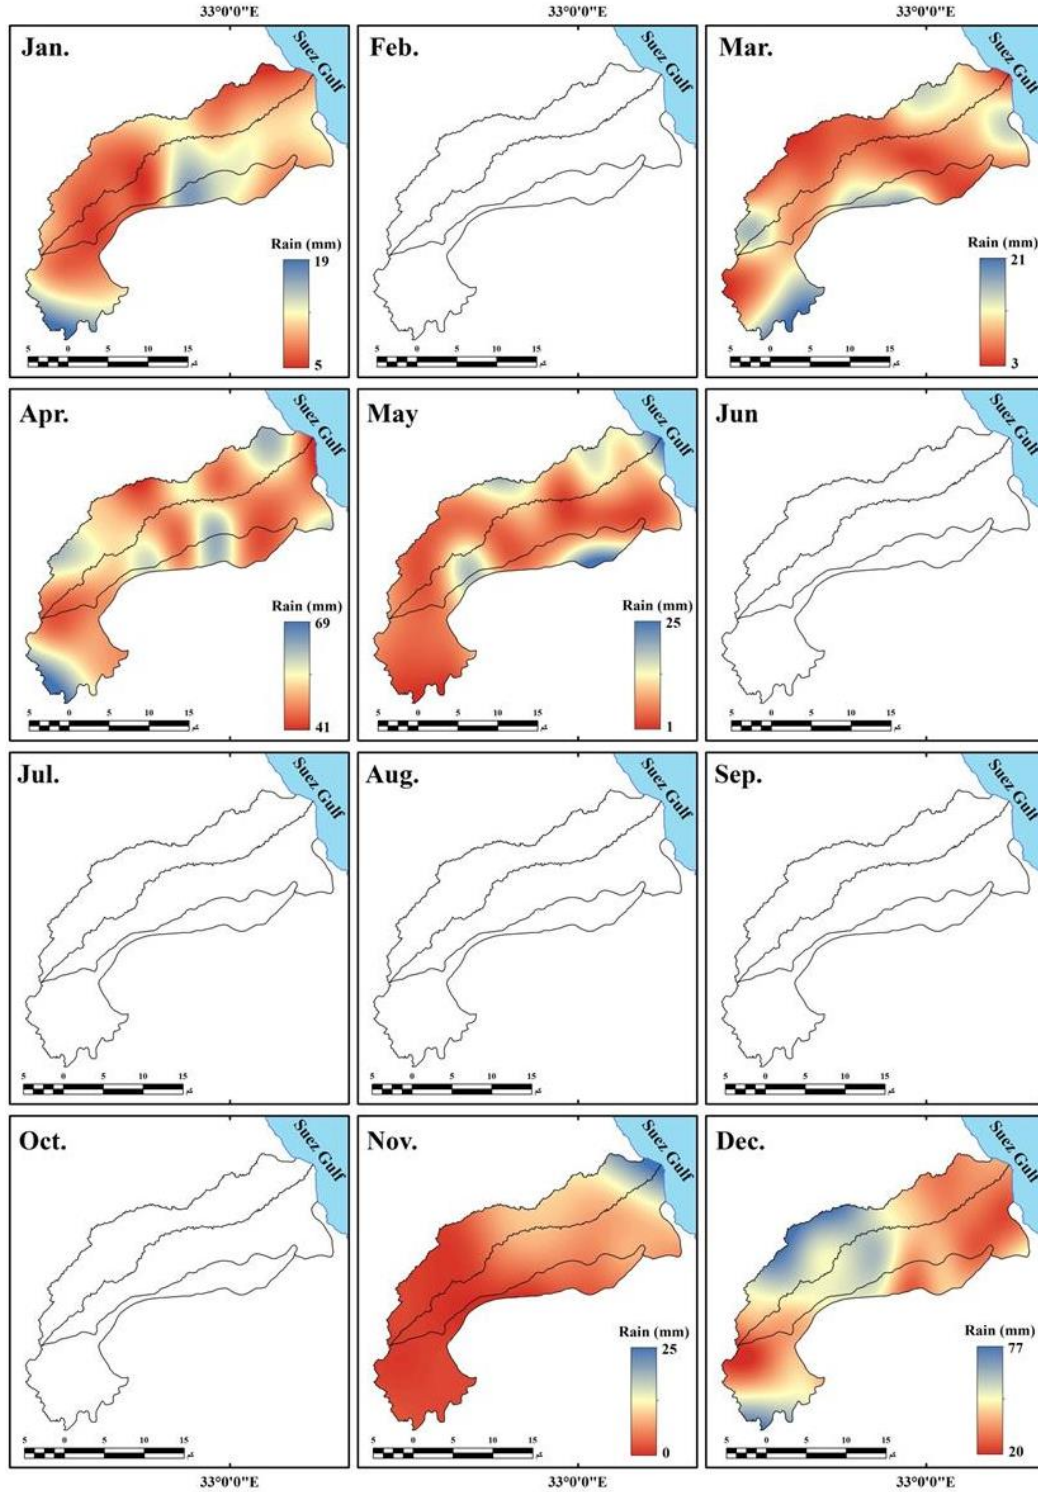 33°0'0"E 33°0'0"E 33°0'0"E
Jan.
Suez Gulf
Rain (mm)
19
5
5 0 5 10 15
Feb.
Suez Gulf
5 0 5 10 15
Mar.
Suez Gulf
Rain (mm)
21
3
5 0 5 10 15
Apr.
Suez Gulf
Rain (mm)
69
41
5 0 5 10 15
May
Suez Gulf
Rain (mm)
25
1
5 0 5 10 15
Jun
Suez Gulf
5 0 5 10 15
Jul.
Suez Gulf
5 0 5 10 15
Aug.
Suez Gulf
5 0 5 10 15
Sep.
Suez Gulf
5 0 5 10 15
Oct.
Suez Gulf
5 0 5 10 15
Nov.
Suez Gulf
Rain (mm)
25
0
5 0 5 10 15
Dec.
Suez Gulf
Rain (mm)
77
20
5 0 5 10 15
33°0'0"E 33°0'0"E 33°0'0"E